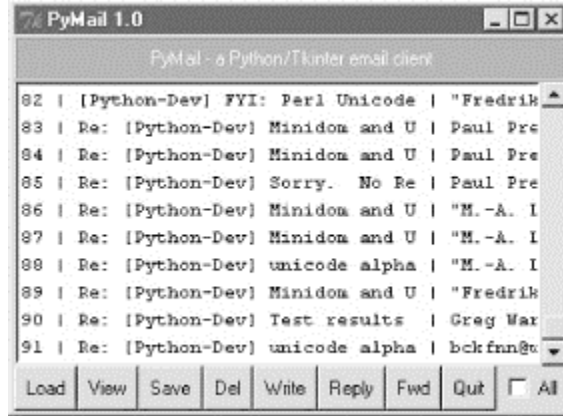 PyMail 1.0
PyMail - a Python/Tkinter email client
82 | [Python-Dev] FYI: Perl Unicode | "Fredrik
83 | Re: [Python-Dev] Minidom and U | Paul Pre
84 | Re: [Python-Dev] Minidom and U | Paul Pre
85 | Re: [Python-Dev] Sorry.  No Re | Paul Pre
86 | Re: [Python-Dev] Minidom and U | "M.-A. L
87 | Re: [Python-Dev] Minidom and U | "M.-A. L
88 | Re: [Python-Dev] unicode alpha | "M.-A. L
89 | Re: [Python-Dev] Minidom and U | "Fredrik
90 | Re: [Python-Dev] Test results  | Greg War
91 | Re: [Python-Dev] unicode alpha |
Load View Save Del Write Reply Fwd Quit All